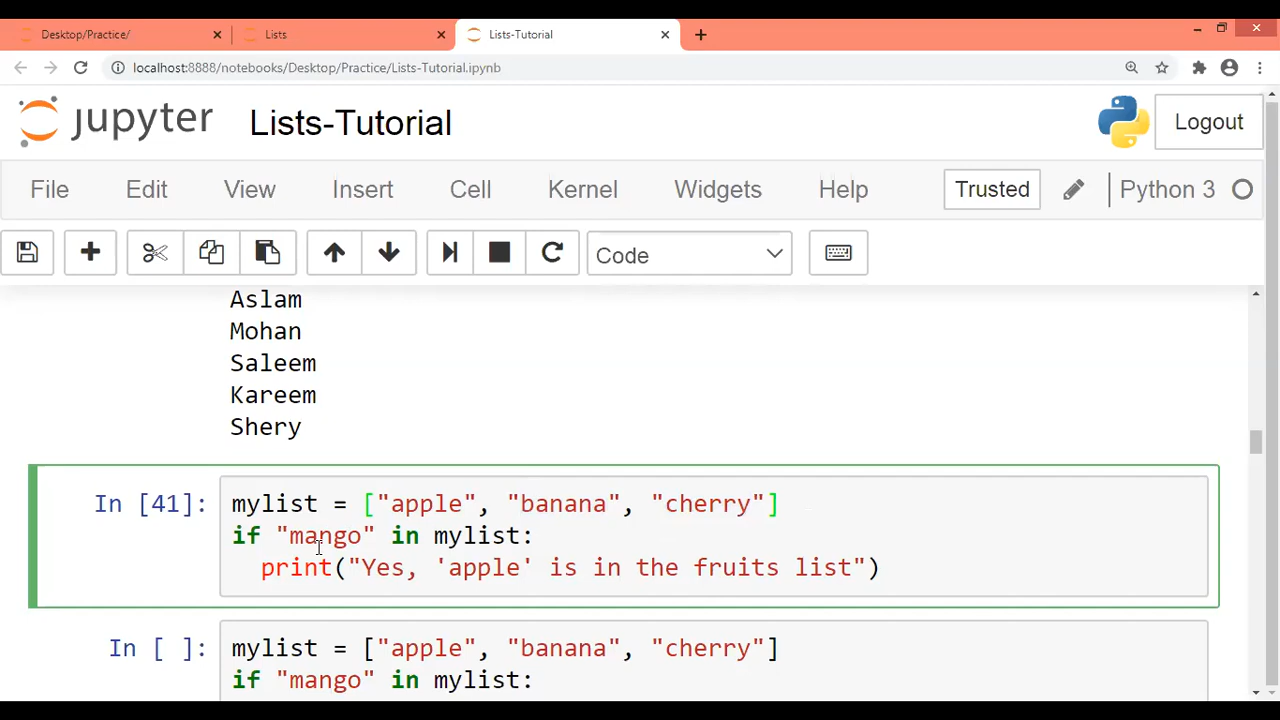 Desktop/Practice/
Lists
Lists-Tutorial
localhost:8888/notebooks/Desktop/Practice/Lists-Tutorial.ipynb
jupyter
Lists-Tutorial
Logout
File Edit View Insert Cell Kernel Widgets Help
Trusted
Python 3
Code
Aslam
Mohan
Saleem
Kareem
Shery
In [41]: mylist = ["apple", "banana", "cherry"]
if "mango" in mylist:
print("Yes, 'apple' is in the fruits list")
In [ ]: mylist = ["apple", "banana", "cherry"]
if "mango" in mylist: